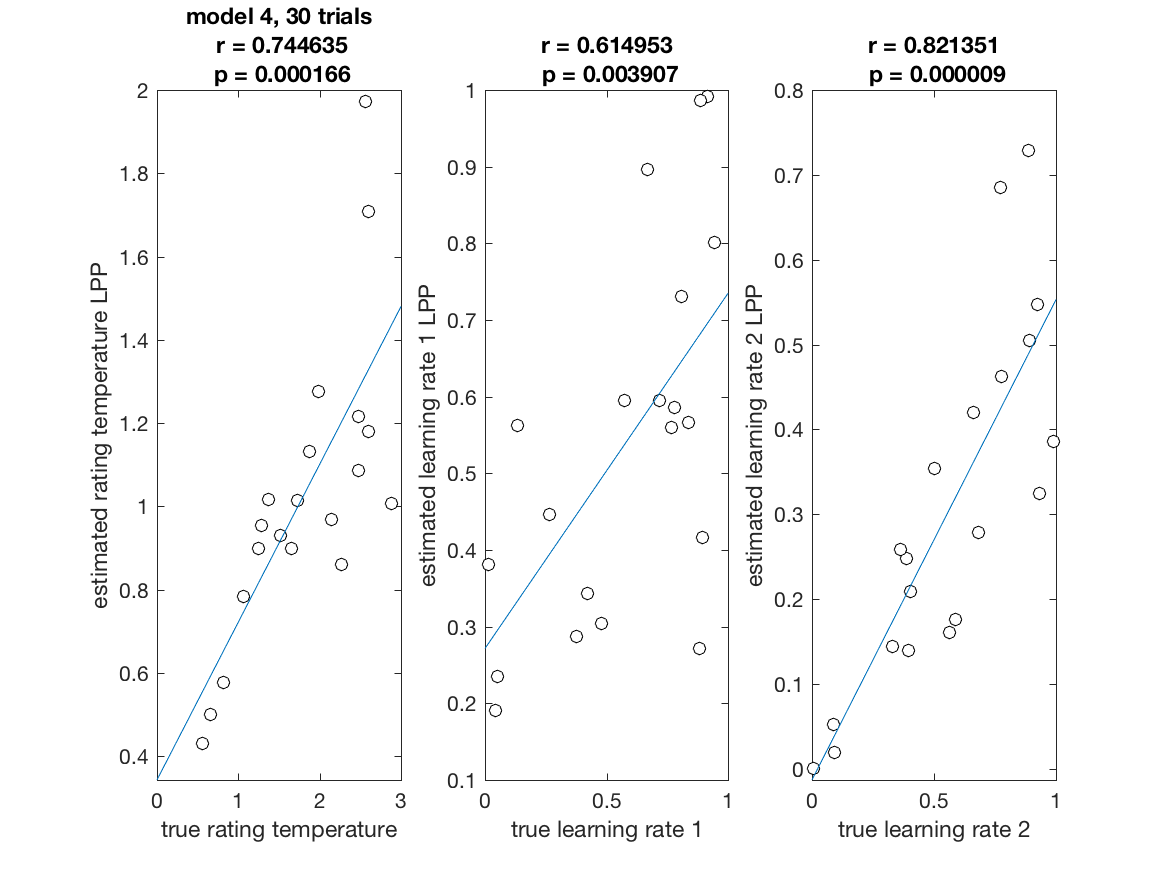 model 4, 30 trials
r = 0.744635
p = 0.000166
2
1.8
1.6
1.4
1.2
1
0.8
0.6
0.4
0
1
2
3
estimated rating temperature LPP
true rating temperature
r = 0.614953
p = 0.003907
1
0.9
0.8
0.7
0.6
0.5
0.4
0.3
0.2
0.1
0
0.5
1
estimated learning rate 1 LPP
true learning rate 1
r = 0.821351
p = 0.000009
0.8
0.7
0.6
0.5
0.4
0.3
0.2
0.1
0
0
0.5
1
estimated learning rate 2 LPP
true learning rate 2